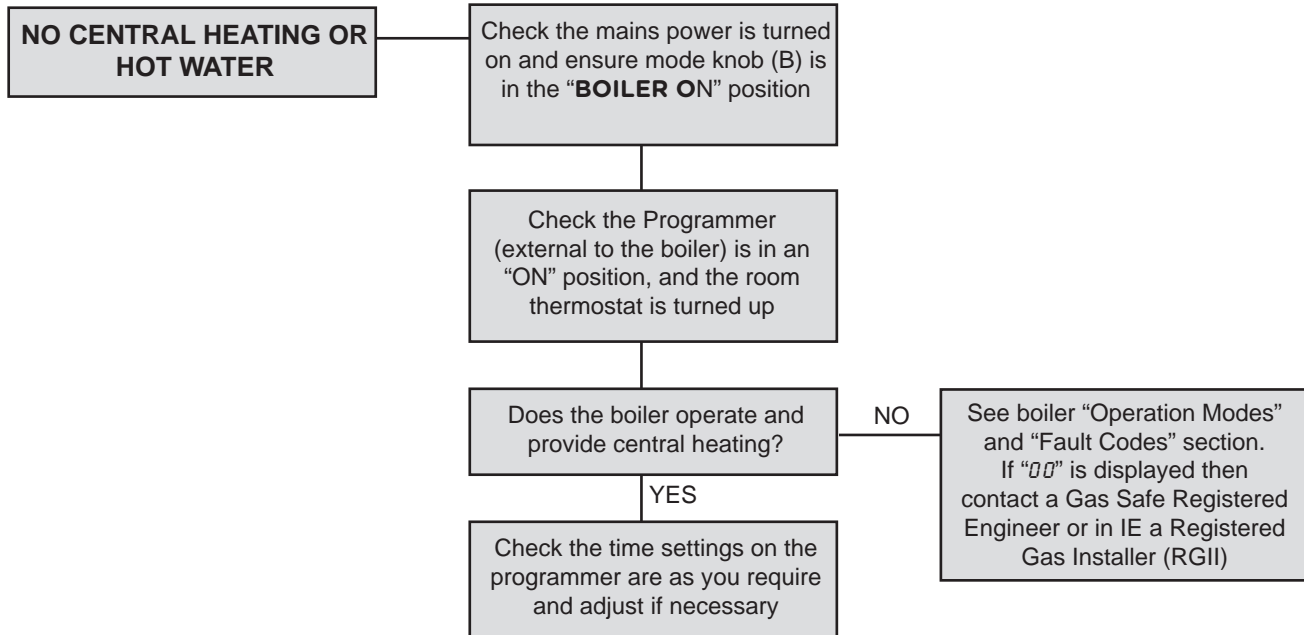 NO CENTRAL HEATING OR
HOT WATER
Check the mains power is turned
on and ensure mode knob (B) is
in the “BOILER ON” position
Check the Programmer
(external to the boiler) is in an
“ON” position, and the room
thermostat is turned up
Does the boiler operate and
provide central heating?
NO
See boiler “Operation Modes”
and “Fault Codes” section.
If “00” is displayed then
contact a Gas Safe Registered
Engineer or in IE a Registered
Gas Installer (RGII)
YES
Check the time settings on the
programmer are as you require
and adjust if necessary